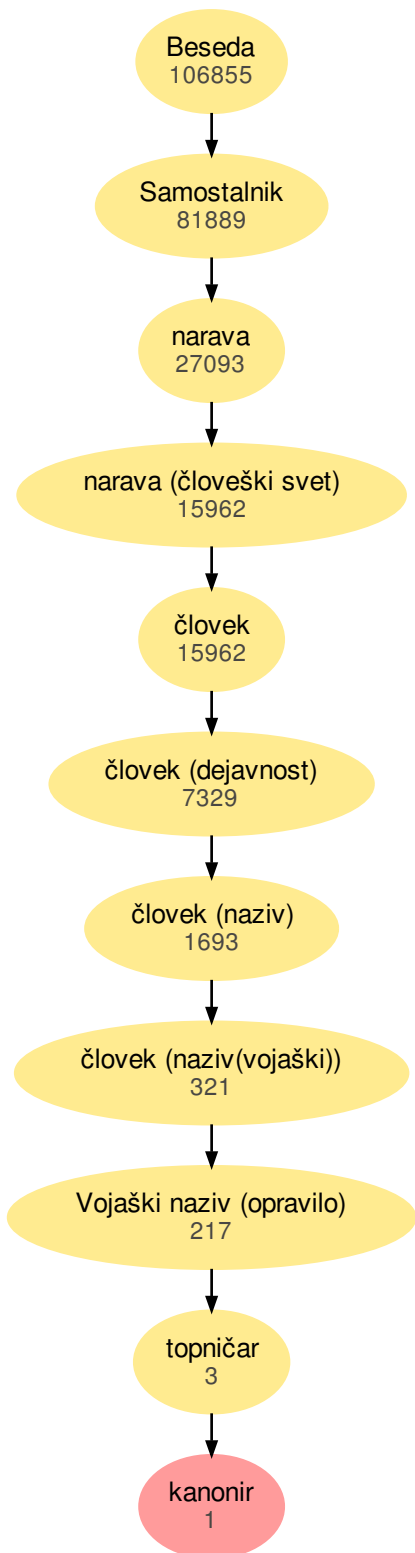 Beseda
106855
Samostalnik
81889
narava
27093
narava (človeški svet)
15962
človek
15962
človek (dejavnost)
7329
človek (naziv)
1693
človek (naziv(vojaški))
321
Vojaški naziv (opravilo)
217
topničar
3
kanonir
1